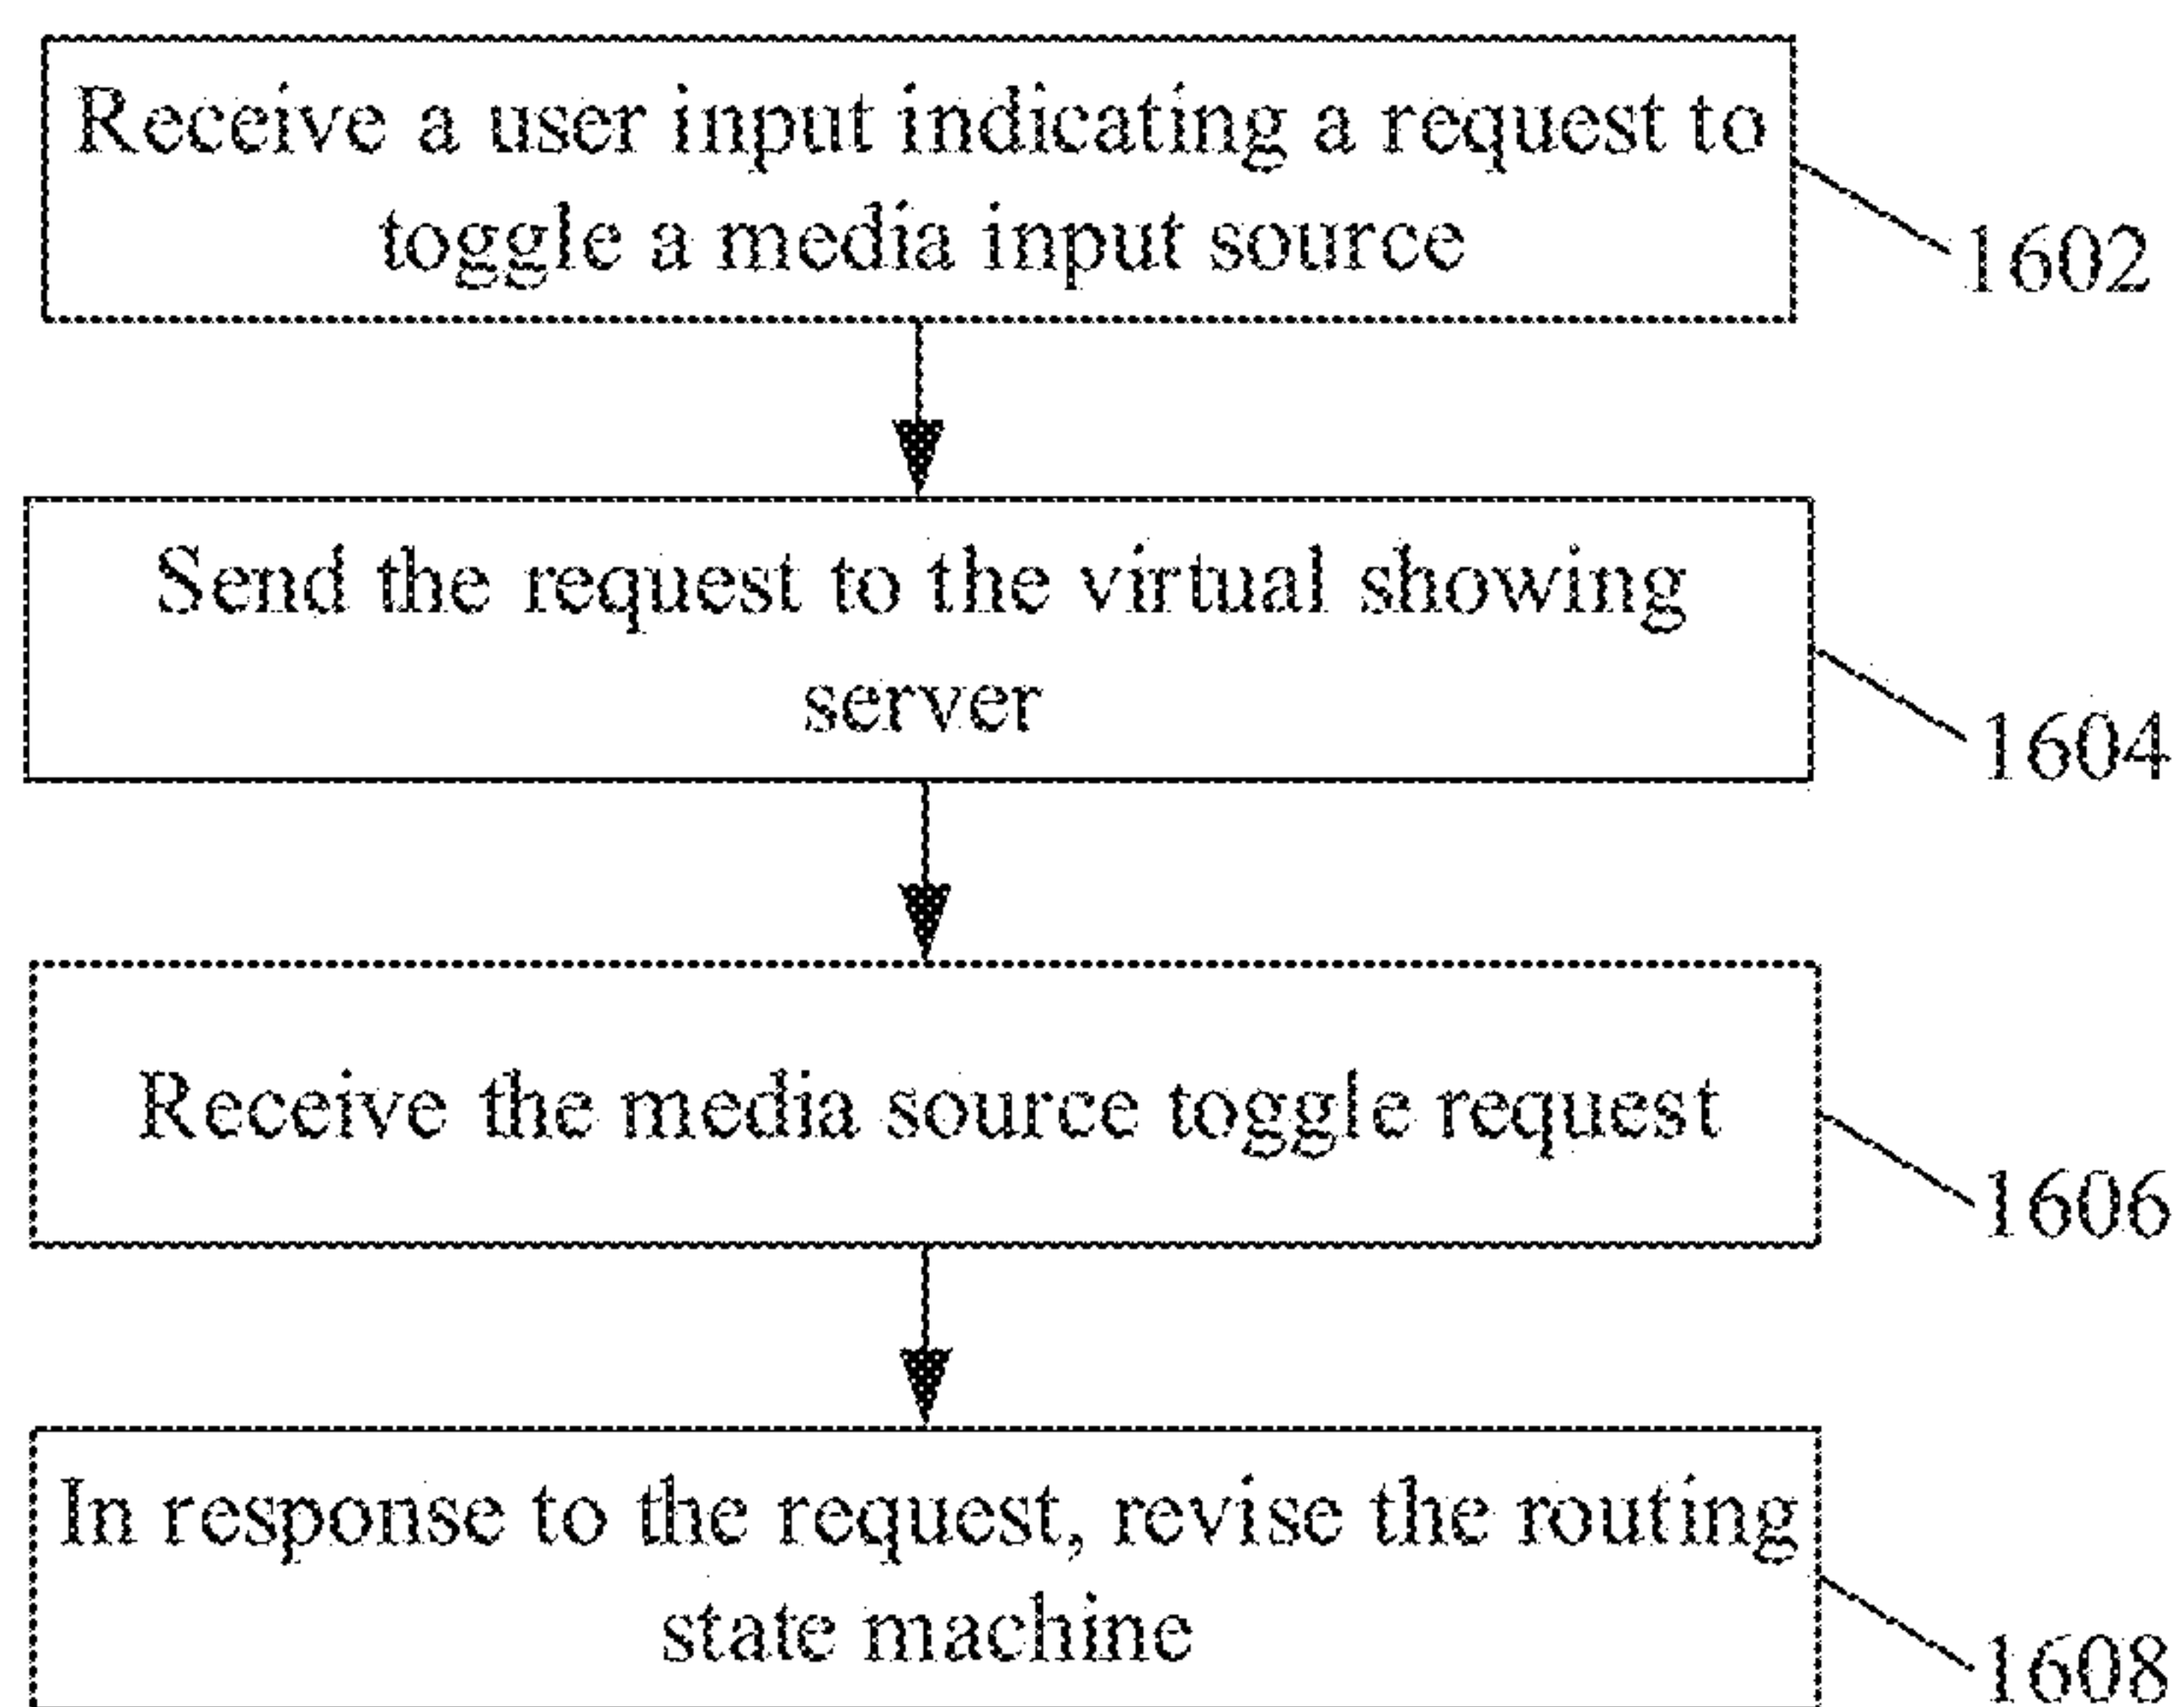 Receive a user input indicating a request to
toggle a media input source
1602
Send the request to the virtual showing
server
1604
Receive the media source toggle request
1606
In response to the request, revise the routing
state machine
1608